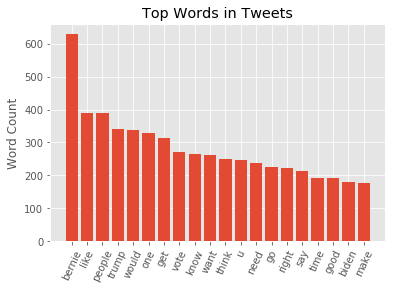 Top Words in Tweets
Word Count
600
500
400
300
200
100
0
bernie
like
people
trump
would
one
get
vote
know
want
think
u
need
go
right
say
time
good
biden
make